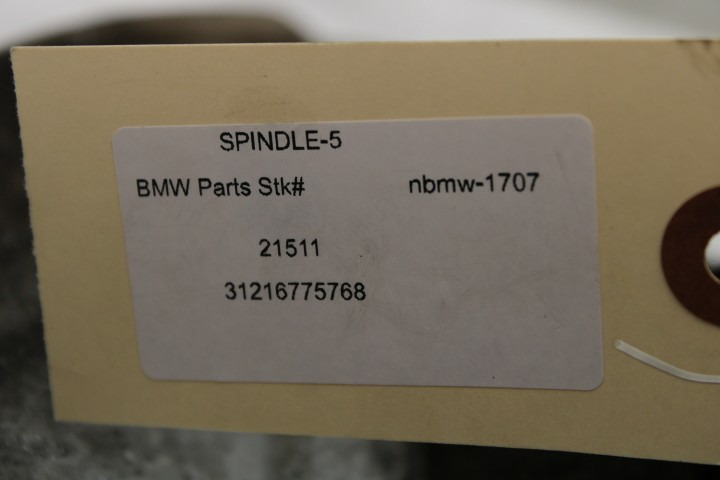 SPINDLE-5
BMW Parts Stk# nbmw-1707
21511
31216775768